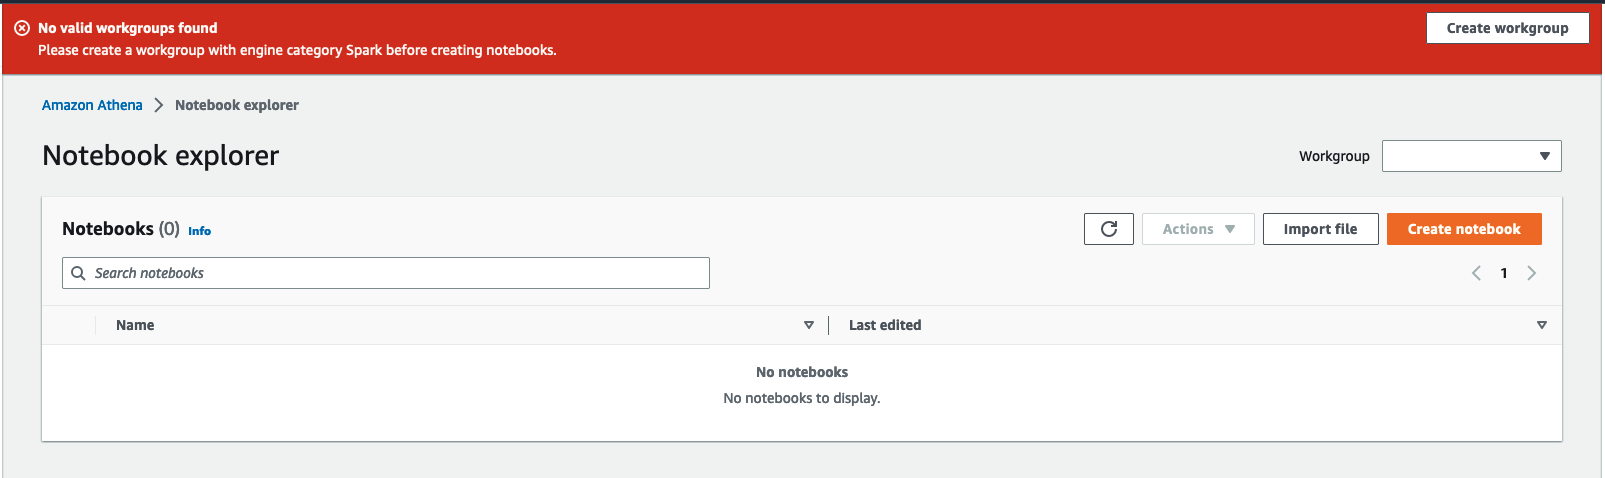 No valid workgroups found
Please create a workgroup with engine category Spark before creating notebooks.
Create workgroup
Amazon Athena
Notebook explorer
Notebook explorer
Workgroup
Notebooks (0) Info
Actions
Import file
Create notebook
Search notebooks
1
Name
Last edited
No notebooks
No notebooks to display.